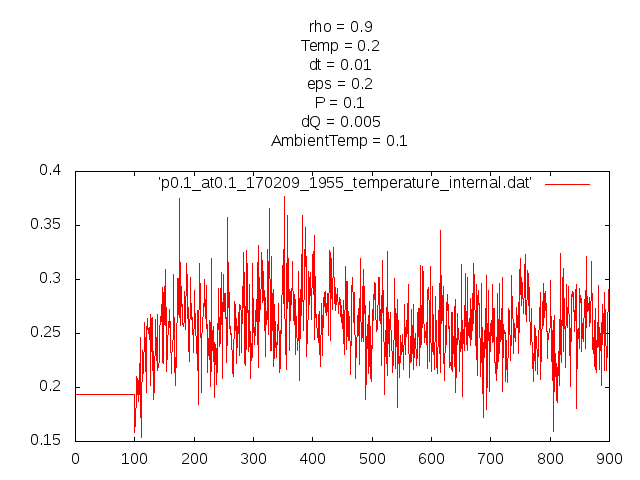 rho = 0.9
Temp = 0.2
dt = 0.01
eps = 0.2
P = 0.1
dQ = 0.005
AmbientTemp = 0.1
'p0.1_at0.1_170209_1955_temperature_internal.dat'
0.4
0.35
0.3
0.25
0.2
0.15
0 100 200 300 400 500 600 700 800 900